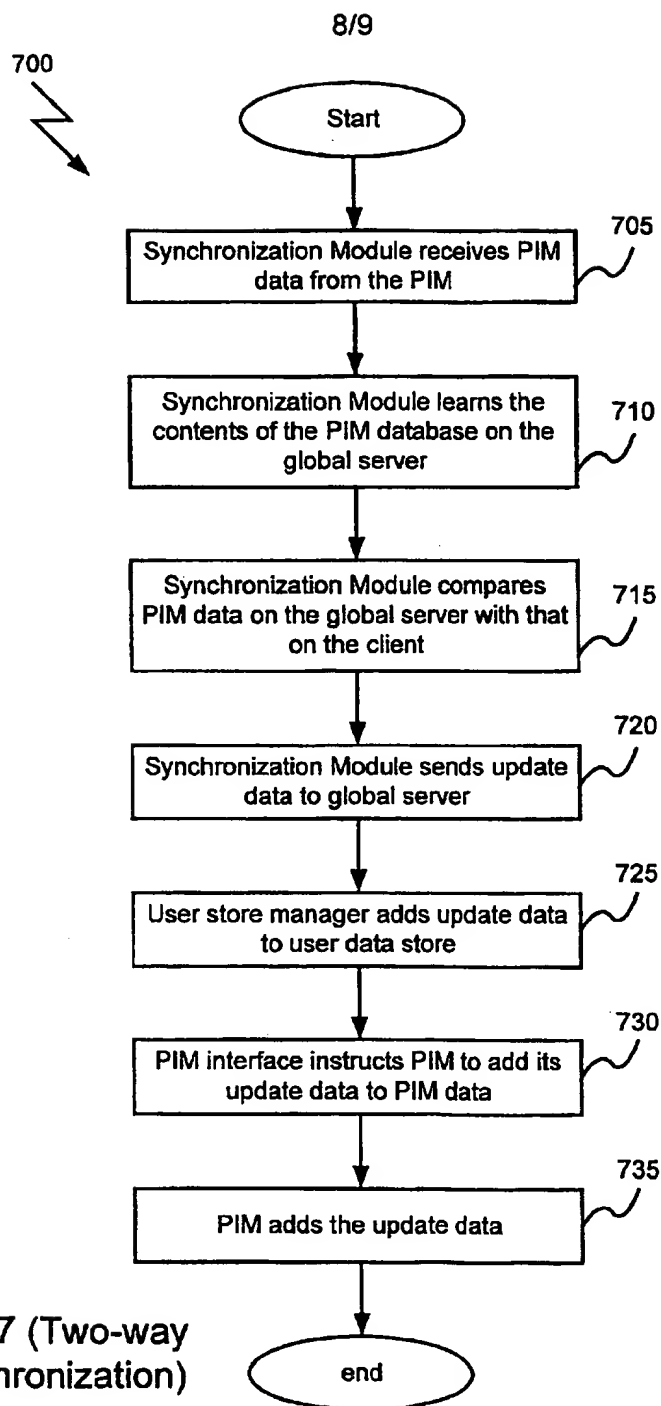 8/9
700
Start
Synchronization Module receives PIM
data from the PIM
705
Synchronization Module learns the
contents of the PIM database on the
global server
710
Synchronization Module compares
PIM data on the global server with that
on the client
715
Synchronization Module sends update
data to global server
720
User store manager adds update data
to user data store
725
PIM interface instructs PIM to add its
update data to PIM data
730
PIM adds the update data
735
end
7 (Two-way
hronization)